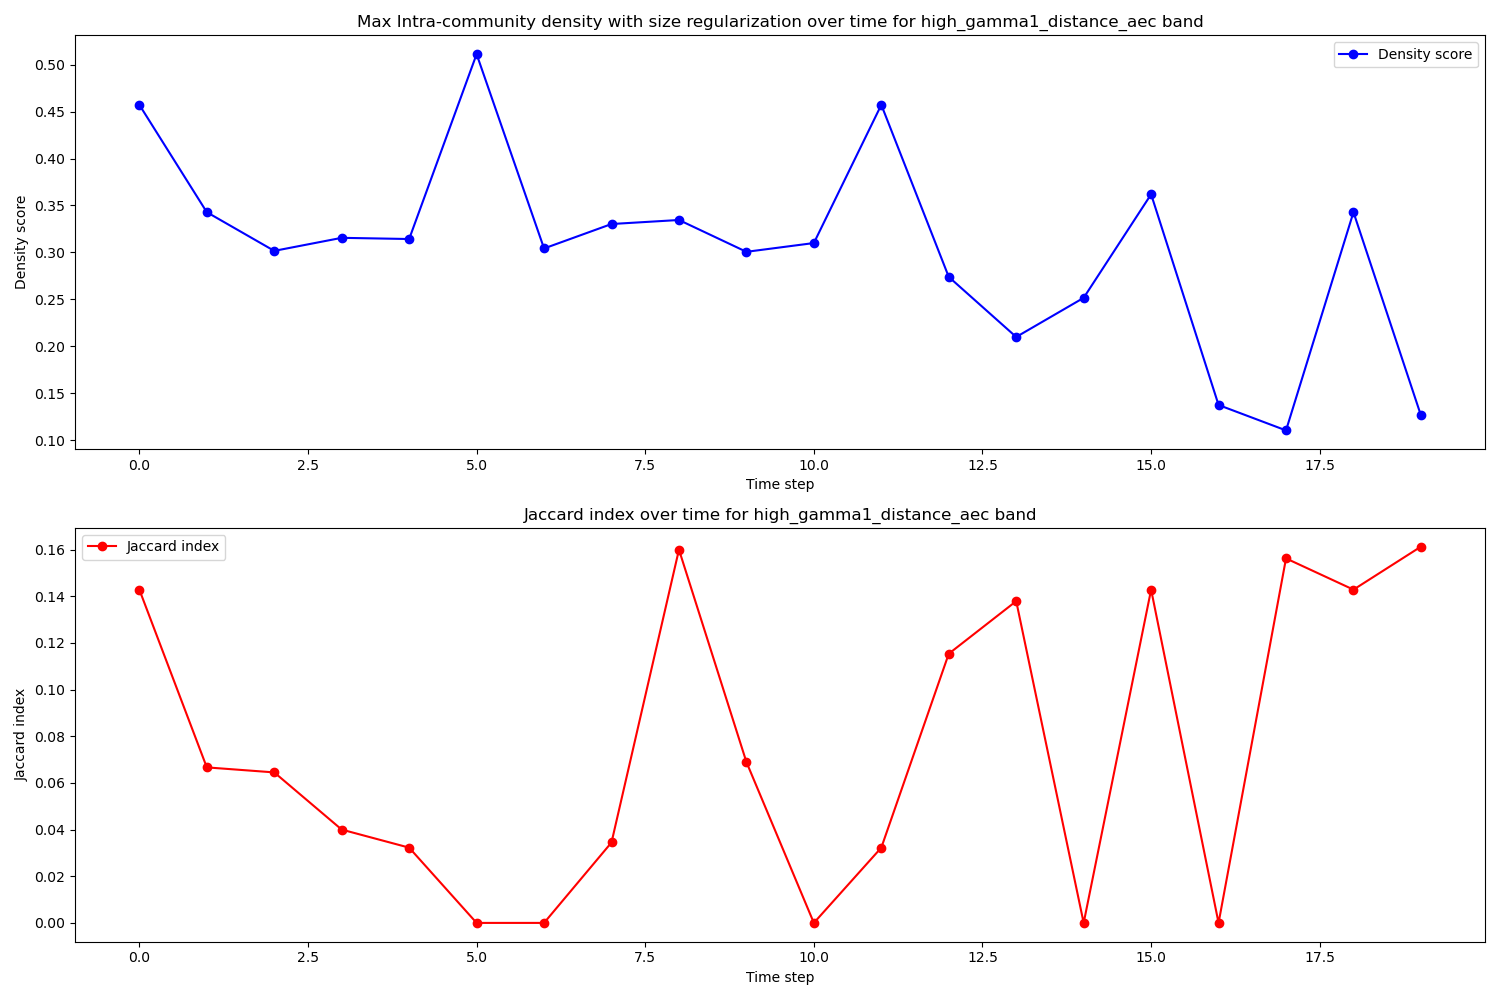 Max Intra-community density with size regularization over time for high_gamma1_distance_aec band
Density score
0.50
0.45
0.40
0.35
0.30
0.25
0.20
0.15
0.10
Density score
0.0 2.5 5.0 7.5 10.0 12.5 15.0 17.5
Time step
Jaccard index over time for high_gamma1_distance_aec band
Jaccard index
0.16
0.14
0.12
0.10
0.08
0.06
0.04
0.02
0.00
Jaccard index
0.0 2.5 5.0 7.5 10.0 12.5 15.0 17.5
Time step